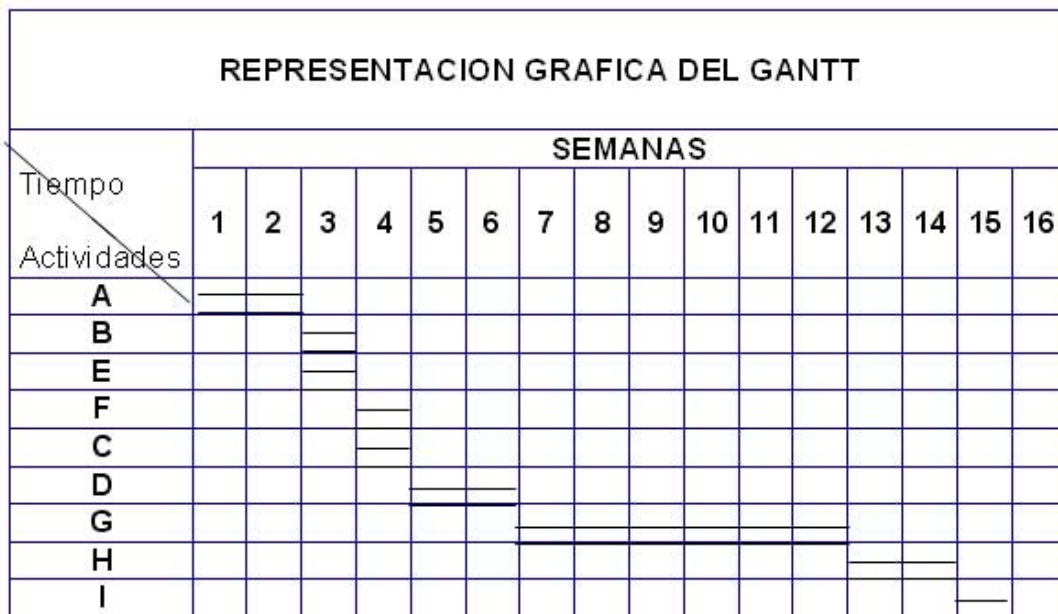 REPRESENTACION GRAFICA DEL GANTT
SEMANAS
Tiempo
Actividades
1 2 3 4 5 6 7 8 9 10 11 12 13 14 15 16
A
B
E
F
C
D
G
H
I